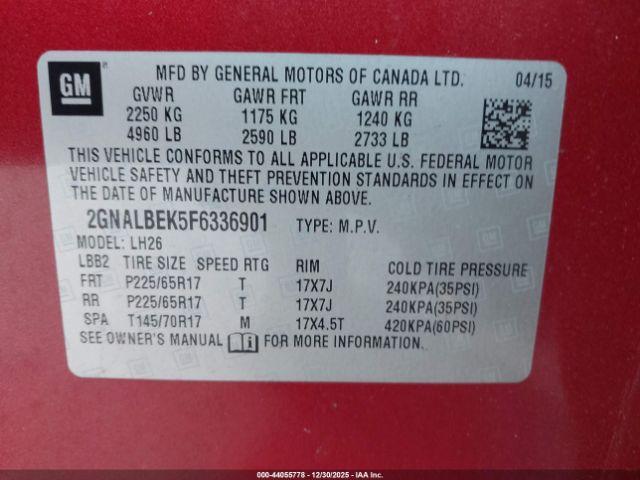 GM ®
MFD BY GENERAL MOTORS OF CANADA LTD. 04/15
GVWR GAWR FRT GAWR RR
2250 KG 1175 KG 1240 KG
4960 LB 2590 LB 2733 LB
THIS VEHICLE CONFORMS TO ALL APPLICABLE U.S. FEDERAL MOTOR
VEHICLE SAFETY AND THEFT PREVENTION STANDARDS IN EFFECT ON
THE DATE OF MANUFACTURE SHOWN ABOVE.
2GNALBEK5F6336901 TYPE: M.P.V.
MODEL: LH26
LBB2 TIRE SIZE SPEED RTG RIM COLD TIRE PRESSURE
FRT P225/65R17 T 17X7J 240KPA(35PSI)
RR P225/65R17 T 17X7J 240KPA(35PSI)
SPA T145/70R17 M 17X4.5T 420KPA(60PSI)
SEE OWNER'S MANUAL FOR MORE INFORMATION.
000-44055778 - 12/30/2025 - IAA Inc.